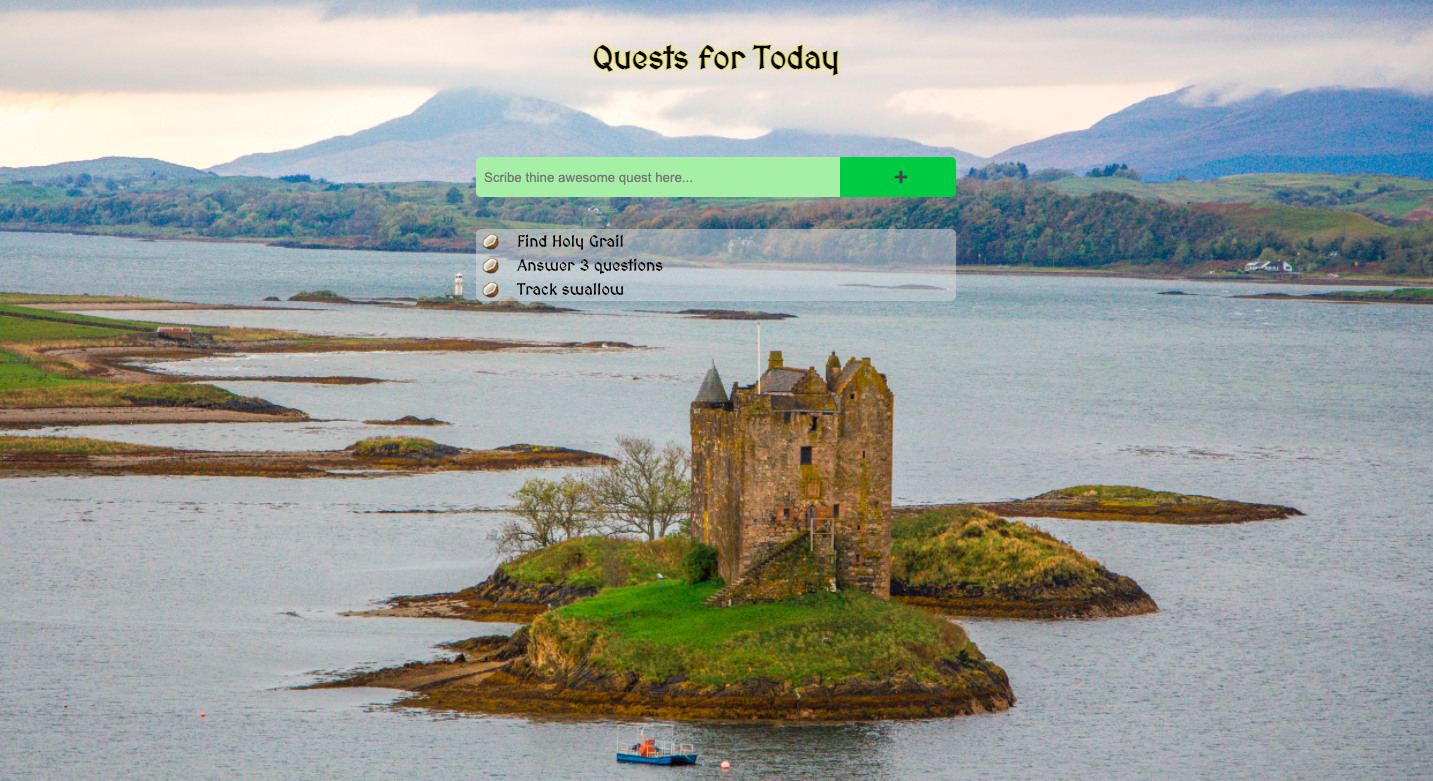 Quests for Today
Scribe thine awesome quest here...
+
Find Holy Grail
Answer 3 questions
Track swallow